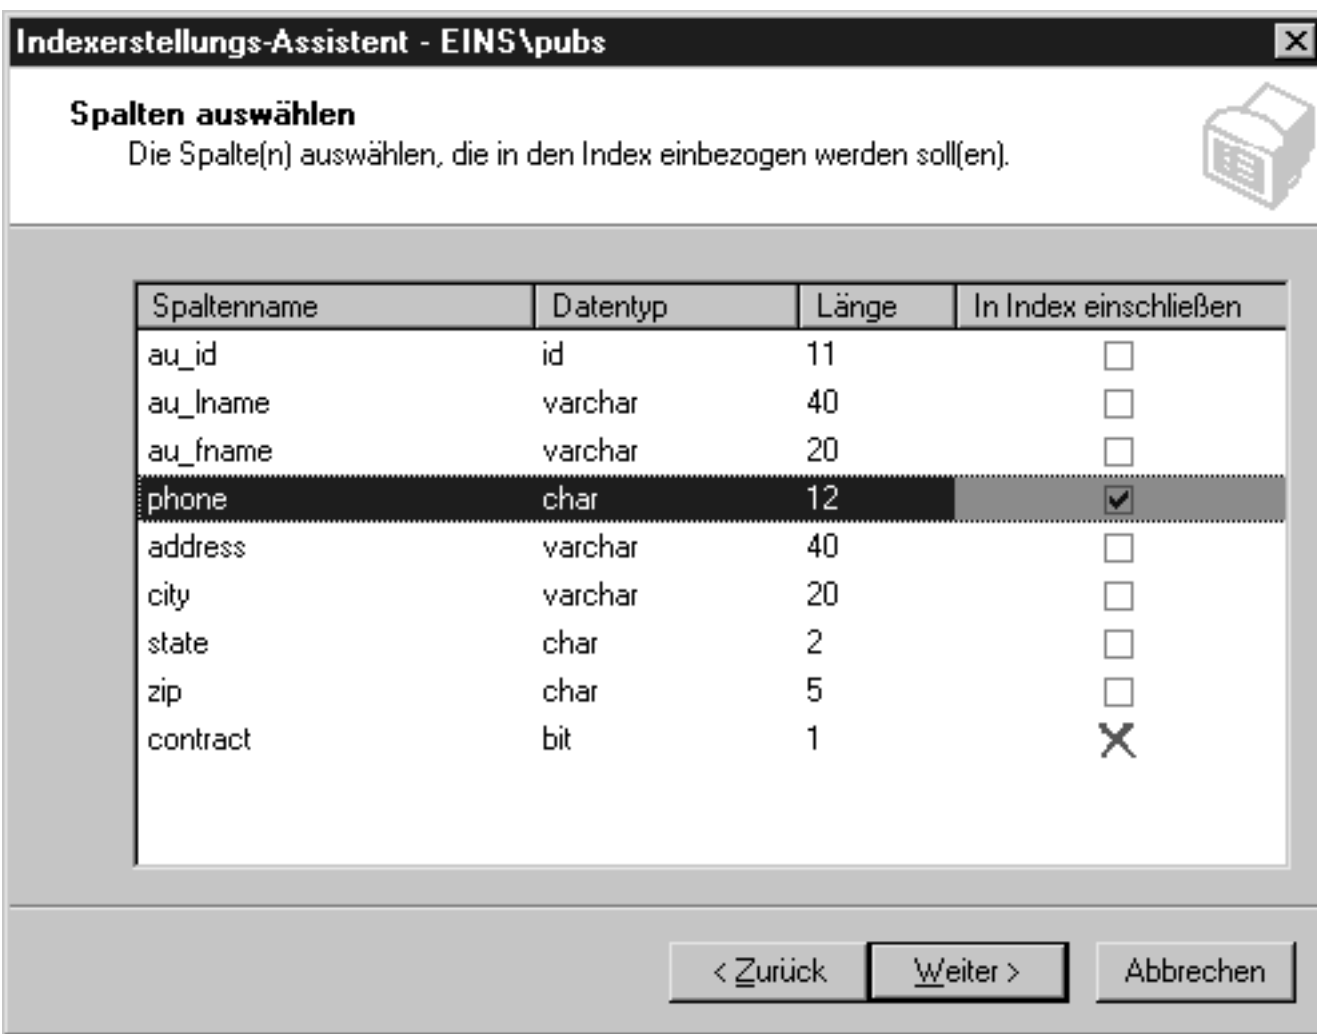 Indexerstellungs-Assistent - EINS\pubs
Spalten auswählen
Die Spalte(n) auswählen, die in den Index einbezogen werden soll(en).
Spaltenname Datentyp Länge In Index einschließen
au_id id 11
au_lname varchar 40
au_fname varchar 20
phone char 12
address varchar 40
city varchar 20
state char 2
zip char 5
contract bit 1
< Zurück Weiter > Abbrechen